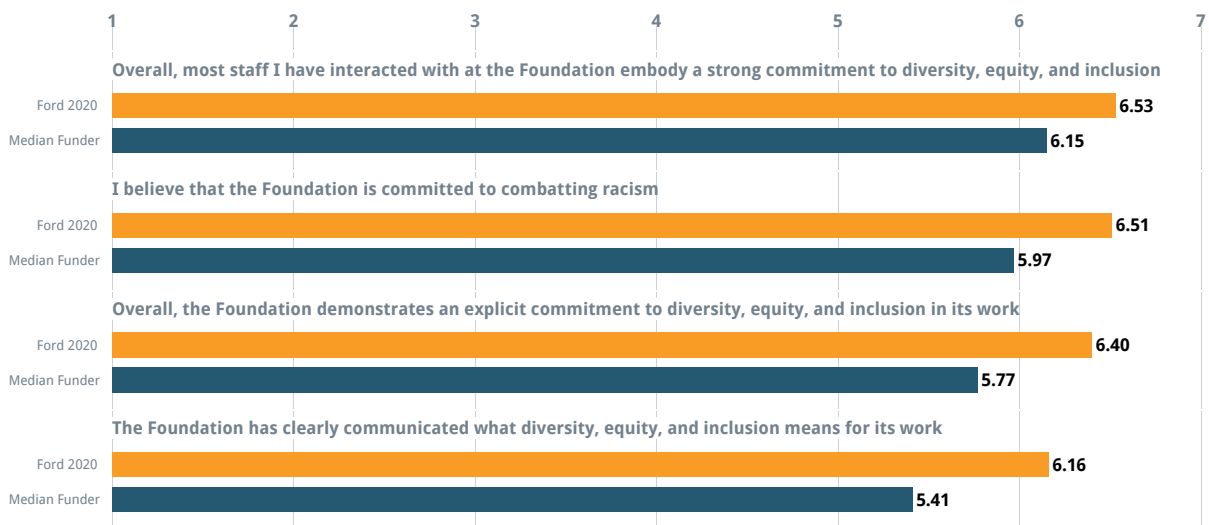 1 2 3 4 5 6 7
Overall, most staff I have interacted with at the Foundation embody a strong commitment to diversity, equity, and inclusion
Ford 2020 6.53
Median Funder 6.15
I believe that the Foundation is committed to combatting racism
Ford 2020 6.51
Median Funder 5.97
Overall, the Foundation demonstrates an explicit commitment to diversity, equity, and inclusion in its work
Ford 2020 6.40
Median Funder 5.77
The Foundation has clearly communicated what diversity, equity, and inclusion means for its work
Ford 2020 6.16
Median Funder 5.41